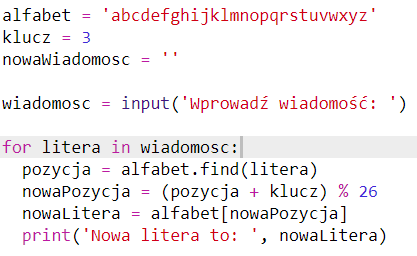 alfabet = 'abcdefghijklmnopqrstuvwxyz'
klucz = 3
nowaWiadomosc = ''

wiadomosc = input('Wprowadź wiadomość: ')

for litera in wiadomosc:
  pozycja = alfabet.find(litera)
  nowaPozycja = (pozycja + klucz) % 26
  nowaLitera = alfabet[nowaPozycja]
  print('Nowa litera to: ', nowaLitera)